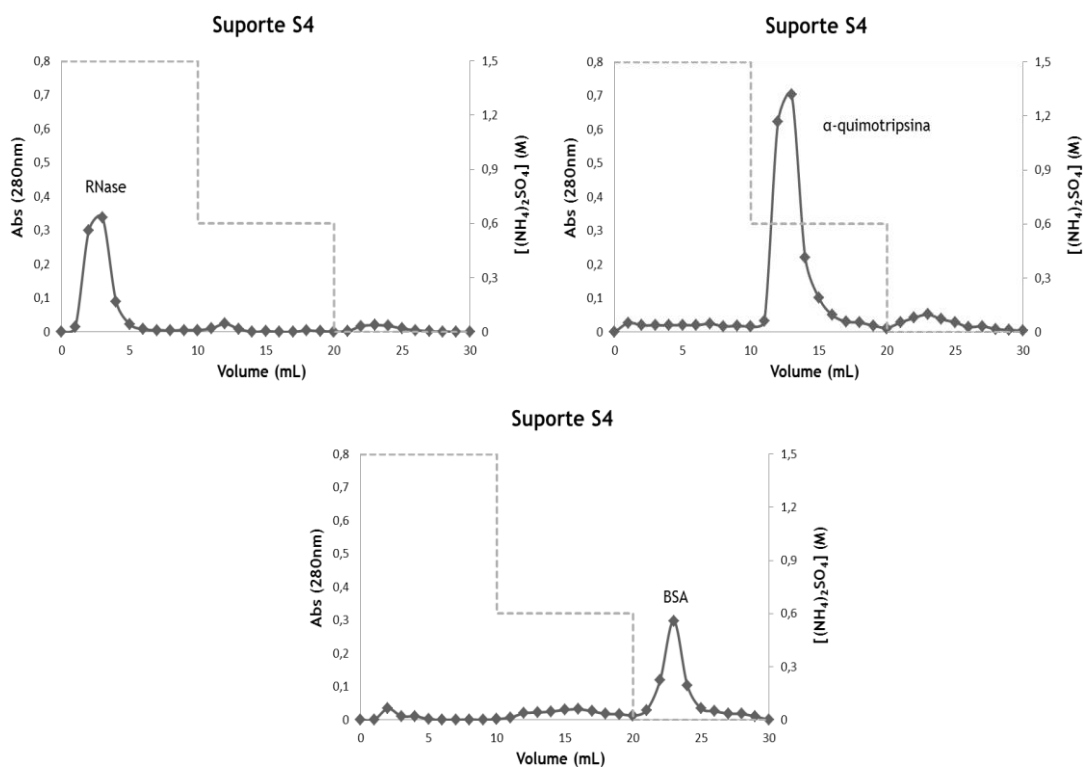 Suporte S4
0,8
0,7
0,6
0,5
0,4
0,3
0,2
0,1
0
Abs (280nm)
RNase
1,5
1,2
0,9
0,6
0,3
0
[(NH4)2SO4] (M)
0 5 10 15 20 25 30
Volume (mL)
Suporte S4
0,8
0,7
0,6
0,5
0,4
0,3
0,2
0,1
0
Abs (280nm)
α-quimotripsina
1,5
1,2
0,9
0,6
0,3
0
[(NH4)2SO4] (M)
0 5 10 15 20 25 30
Volume (mL)
Suporte S4
0,8
0,7
0,6
0,5
0,4
0,3
0,2
0,1
0
Abs (280nm)
BSA
1,5
1,2
0,9
0,6
0,3
0
[(NH4)2SO4] (M)
0 5 10 15 20 25 30
Volume (mL)